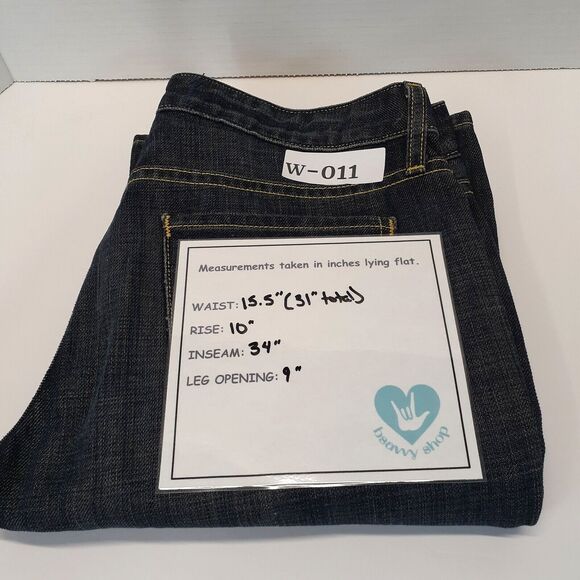 W-011
Measurements taken in inches lying flat.
WAIST: 15.5" (31" total)
RISE: 10"
INSEAM: 34"
LEG OPENING: 9"
bsavvy shop